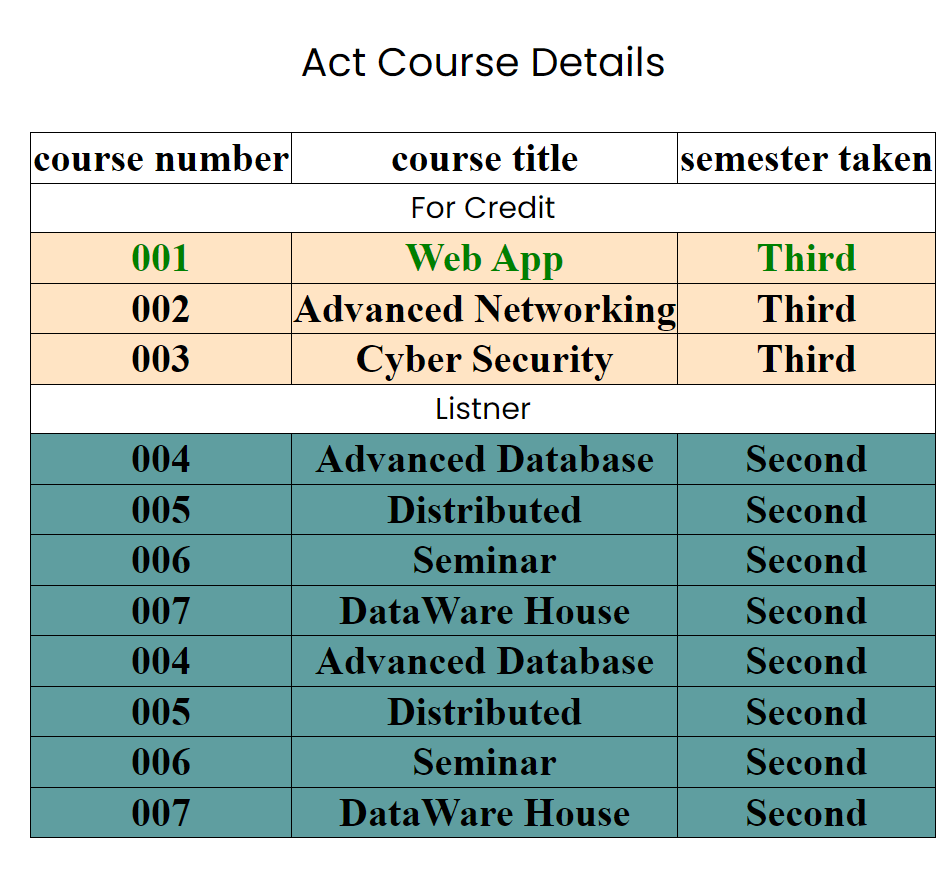 Act Course Details
course number course title semester taken
For Credit
001 Web App Third
002 Advanced Networking Third
003 Cyber Security Third
Listner
004 Advanced Database Second
005 Distributed Second
006 Seminar Second
007 DataWare House Second
004 Advanced Database Second
005 Distributed Second
006 Seminar Second
007 DataWare House Second